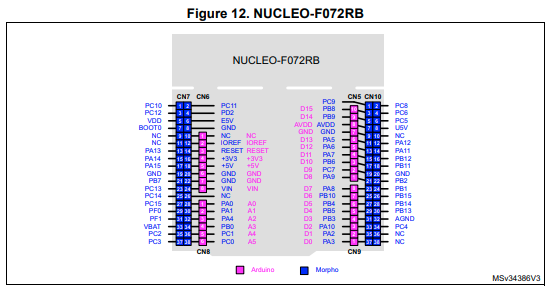 Figure 12. NUCLEO-F072RB
NUCLEO-F072RB
CN7 CN6 CN5 CN10
PC9
PC10 1 2 PC11 D15 PB8 1 2 PC8
PC12 3 4 PD2 D14 PB9 3 4 PC6
VDD 5 6 E5V AVDD AVDD 5 6 PC5
BOOT0 7 8 GND GND GND 7 8 U5V
NC 9 10 NC NC D13 PA5 9 10 NC
NC 11 12 IOREF IOREF D12 PA6 11 12 PA12
PA13 13 14 RESET RESET D11 PA7 13 14 PA11
PA14 15 16 +3V3 +3V3 D10 PB6 15 16 PB12
PA15 17 18 +5V +5V D9 PC7 17 18 PB11
GND 19 20 GND GND D8 PA9 19 20 GND
PB7 21 22 GND GND 21 22 PB2
PC13 23 24 VIN VIN D7 PA8 23 24 PB1
PC14 25 26 NC D6 PB10 25 26 PB15
PC15 27 28 PA0 A0 D5 PB4 27 28 PB14
PF0 29 30 PA1 A1 D4 PB5 29 30 PB13
PF1 31 32 PA4 A2 D3 PB3 31 32 AGND
VBAT 33 34 PB0 A3 D2 PA10 33 34 PC4
PC2 35 36 PC1 A4 D1 PA2 35 36 NC
PC3 37 38 PC0 A5 D0 PA3 37 38 NC
CN8 CN9
Arduino Morpho
MSv34386V3